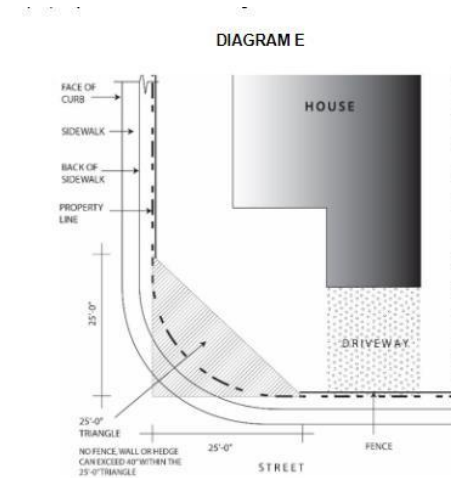 DIAGRAM E
FACE OF
CURB
HOUSE
SIDEWALK
BACK OF
SIDEWALK
PROPERTY
LINE
25'-0"
DRIVEWAY
25'-0"
TRIANGLE
25'-0"
FENCE
NO FENCE, WALL OR HEDGE
CAN EXCEED 40" WITHIN THE
25'-0" TRIANGLE
STREET